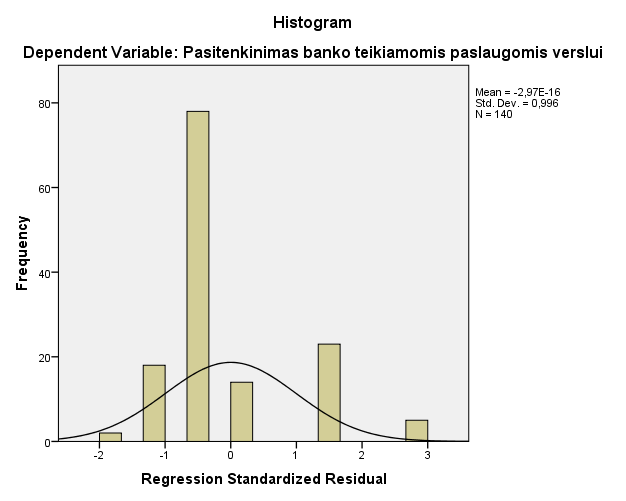 Histogram
Dependent Variable: Pasitenkinimas banko teikiamomis paslaugomis verslui
Mean = -2,97E-16
Std. Dev. = 0,996
N = 140
Frequency
80
60
40
20
0
-2 -1 0 1 2 3
Regression Standardized Residual